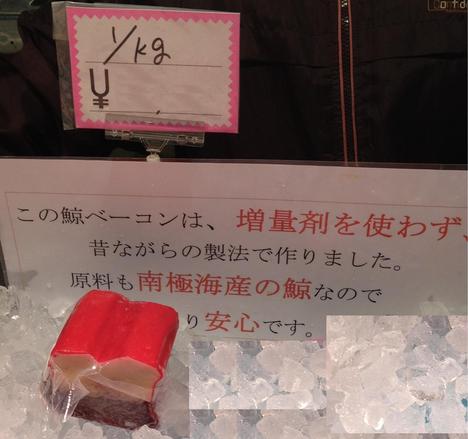 1/kg
¥
この鯨ベーコンは、増量剤を使わず、
昔ながらの製法で作りました。
原料も南極海産の鯨なので
り安心です。